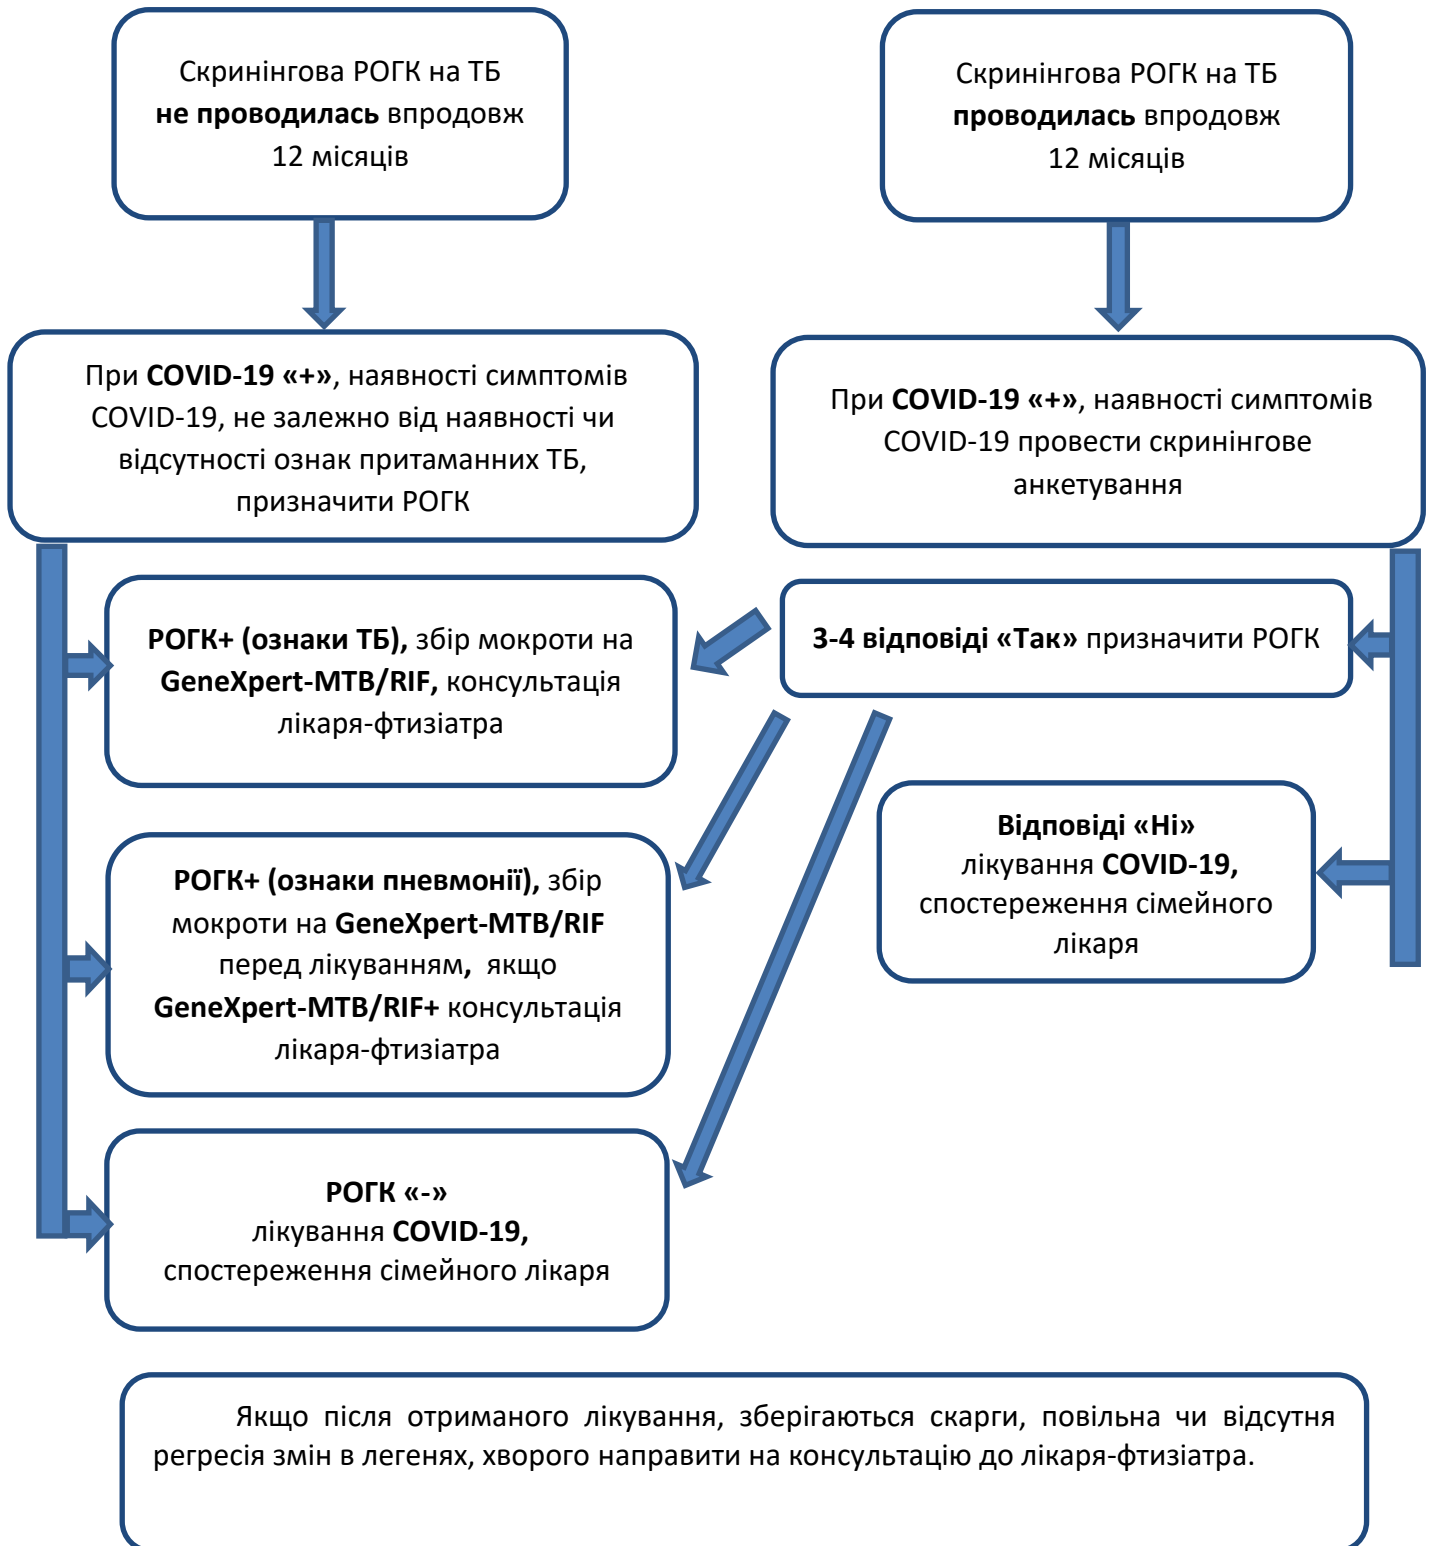 Скринінгова РОГК на ТБ
не проводилась впродовж
12 місяців
Скринінгова РОГК на ТБ
проводилась впродовж
12 місяців
При COVID-19 «+», наявності симптомів
COVID-19, не залежно від наявності чи
відсутності ознак притаманних ТБ,
призначити РОГК
При COVID-19 «+», наявності симптомів
COVID-19 провести скринінгове
анкетування
РОГК+ (ознаки ТБ), збір мокроти на
GeneXpert-MTB/RIF, консультація
лікаря-фтизіатра
3-4 відповіді «Так» призначити РОГК
РОГК+ (ознаки пневмонії), збір
мокроти на GeneXpert-MTB/RIF
перед лікуванням, якщо
GeneXpert-MTB/RIF+ консультація
лікаря-фтизіатра
Відповіді «Ні»
лікування COVID-19,
спостереження сімейного
лікаря
РОГК «-»
лікування COVID-19,
спостереження сімейного лікаря
Якщо після отриманого лікування, зберігаються скарги, повільна чи відсутня
регресія змін в легенях, хворого направити на консультацію до лікаря-фтизіатра.